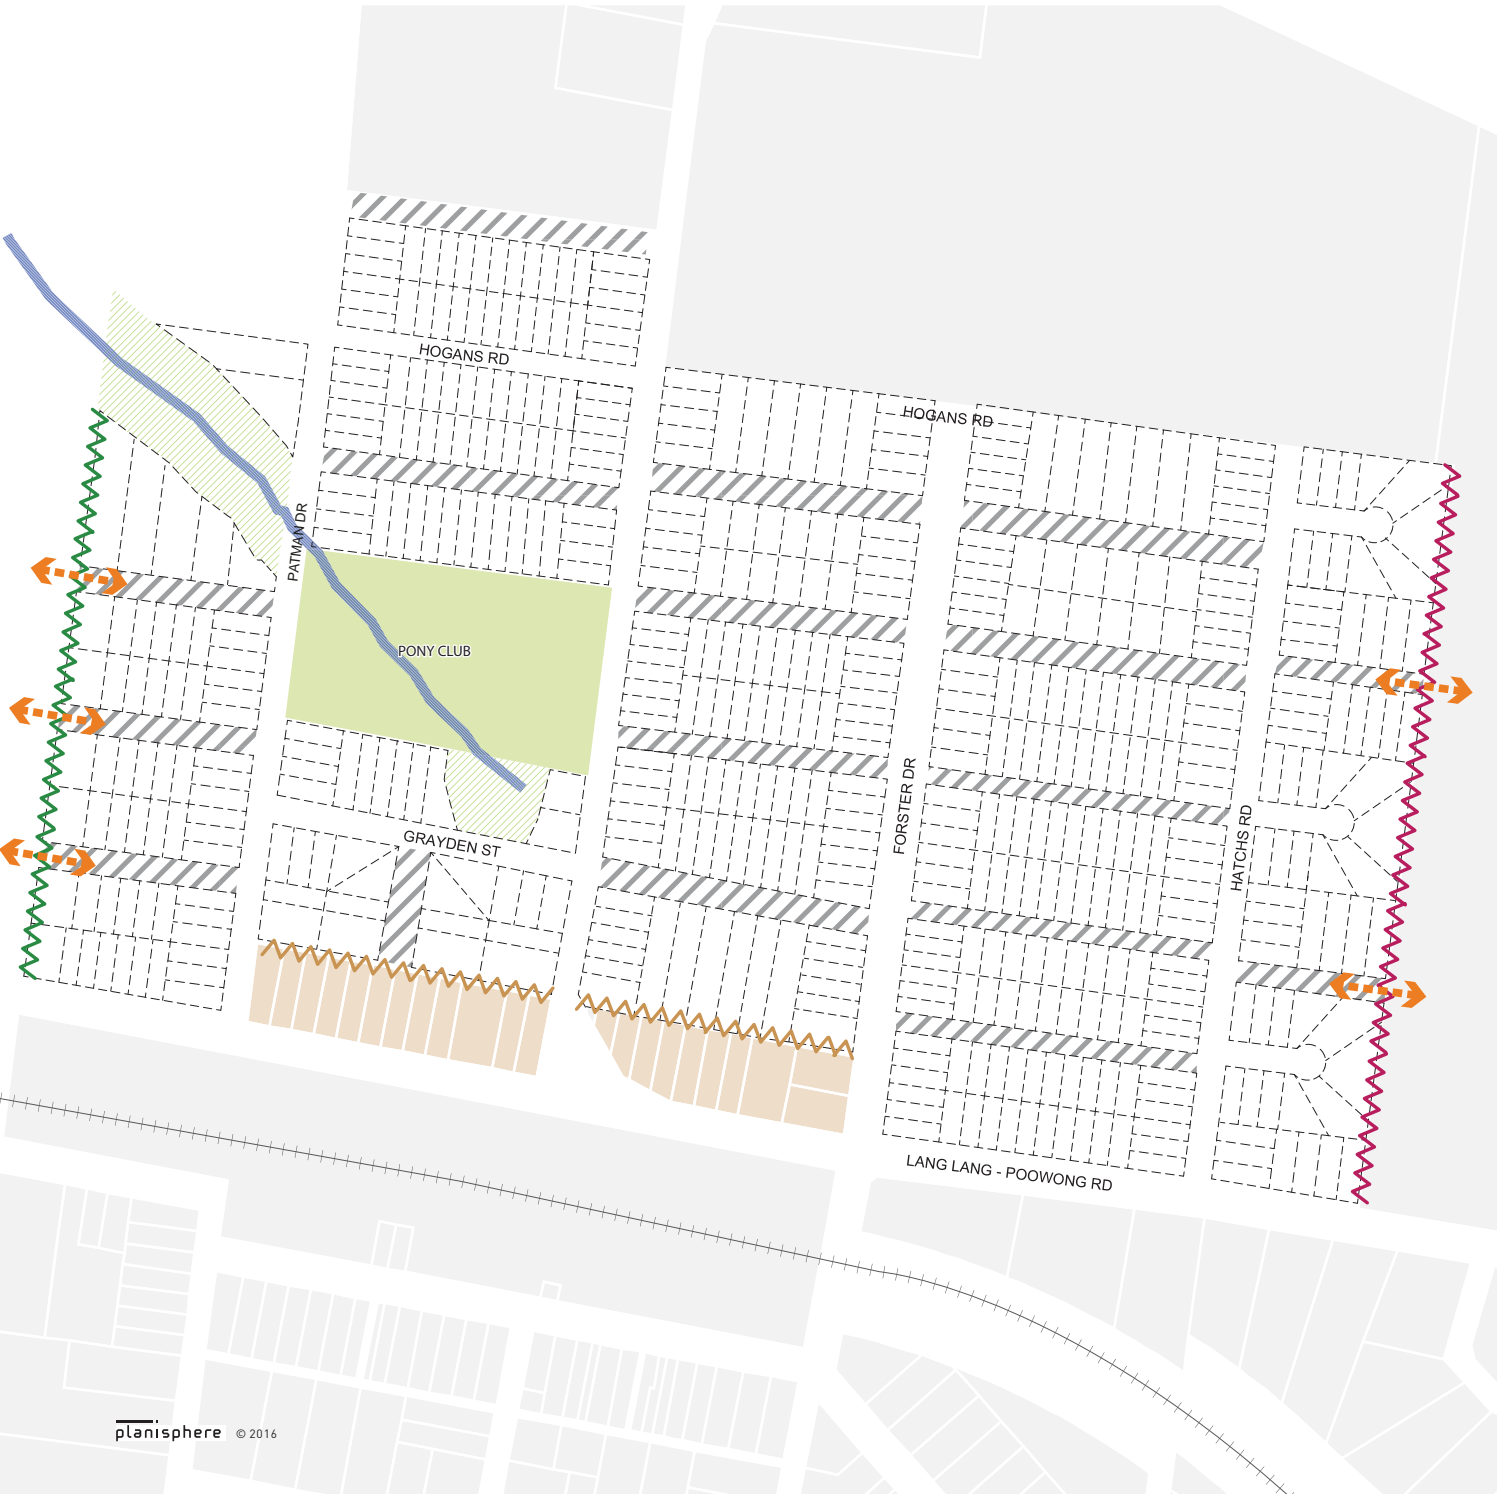 HOGANS RD
HOGANS RD
PATMAN DR
PONY CLUB
FORSTER DR
HATCHS RD
GRAYDEN ST
LANG LANG - POOWONG RD
planisphere © 2016